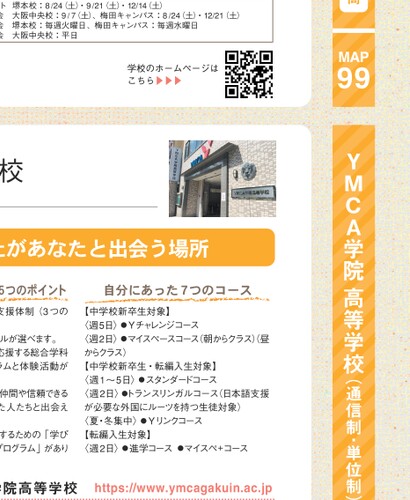 ト 堺本校：8/24（土）・9/21（土）・12/14（土）
会 大阪中央校：9/7（土）、梅田キャンパス：8/24（土）・12/21（土）
会 堺本校：毎週火曜日、梅田キャンパス：毎週水曜日
会 大阪中央校：平日
学校のホームページは
こちら▶▶▶
MAP
99
校
たがあなたと出会う場所
5つのポイント
支援体制（3つの
ルが選べます。
応援する総合学科
ラムと体験活動が
仲間や信頼できる
た人たちと出会え
するための「学び
プログラム」があり
自分にあった7つのコース
【中学校新卒生対象】
〈週5日〉●Yチャレンジコース
〈週2日〉●マイスペースコース（朝からクラス）（昼
からクラス）
【中学校新卒生・転編入生対象】
〈週1～5日〉●スタンダードコース
〈週2日〉●トランスリンガルコース（日本語支援
が必要な外国にルーツを持つ生徒対象）
〈夏・冬集中〉●Yリンクコース
【転編入生対象】
〈週2日〉●進学コース ●マイスペ+コース
学院高等学校 https://www.ymcagakuin.ac.jp
YMCA学院 高等学校（通信制・単位制）